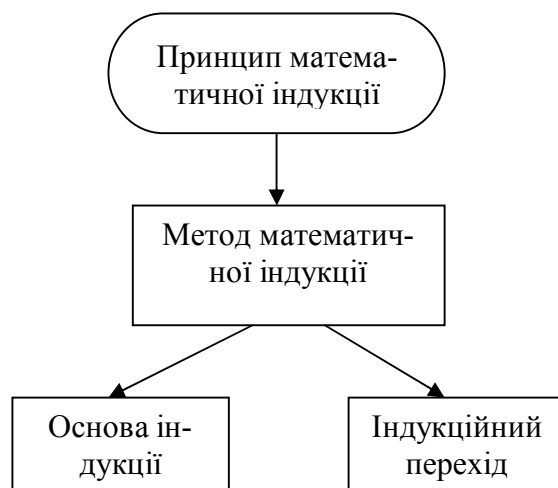 Принцип матема-
тичної індукції
Метод математич-
ної індукції
Основа ін-
дукції
Індукційний
перехід